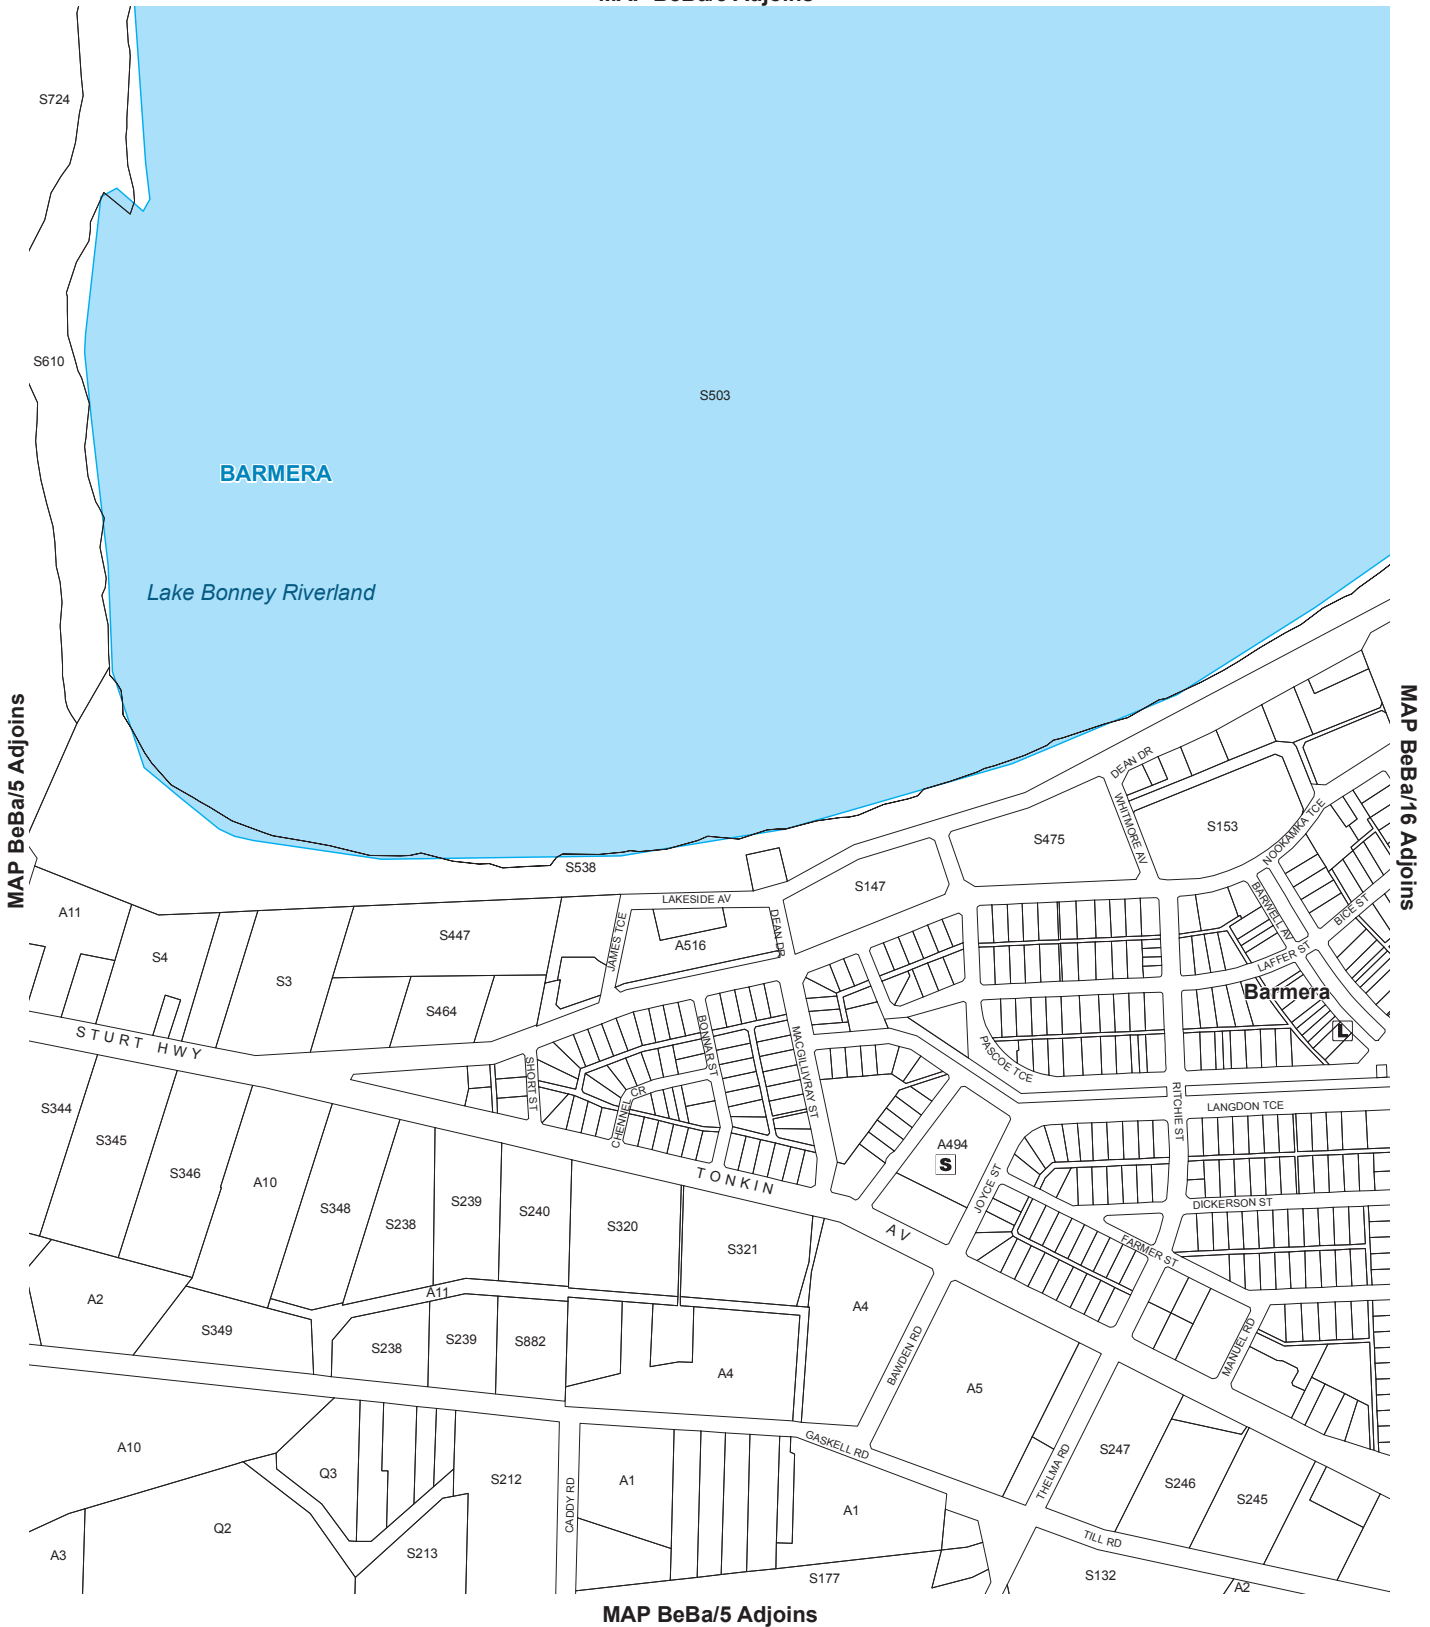 S724
S610
S503
BARMERA
Lake Bonney Riverland
MAP BeBa/5 Adjoins
MAP BeBa/16 Adjoins
DEAN DR
WHITMORE AV
S475
S153
NOOKAMKA TCE
S538
S147
BARWELL AV
BICE ST
LAKESIDE AV
A11
S447
JAMES TCE
A516
DEAN DR
S4
S3
LAFFER ST
Barmera
S464
L
STURT HWY
BONNAR ST
MACGILLIVRAY ST
PASCOE TCE
SHORT ST
CHENNEL CR
RITCHIE ST
LANGDON TCE
S344
S345
S346
A10
S348
S238
S239
S240
S320
S321
TONKIN
AV
A494
S
JOYCE ST
DICKERSON ST
FARMER ST
A2
A11
S349
S238
S239
S882
A4
A4
BAWDEN RD
A5
MANUEL RD
A10
Q3
S212
CADDY RD
A1
GASKELL RD
THELMA RD
S247
S246
S245
Q2
A1
A3
S213
S177
TILL RD
S132
A2
MAP BeBa/5 Adjoins